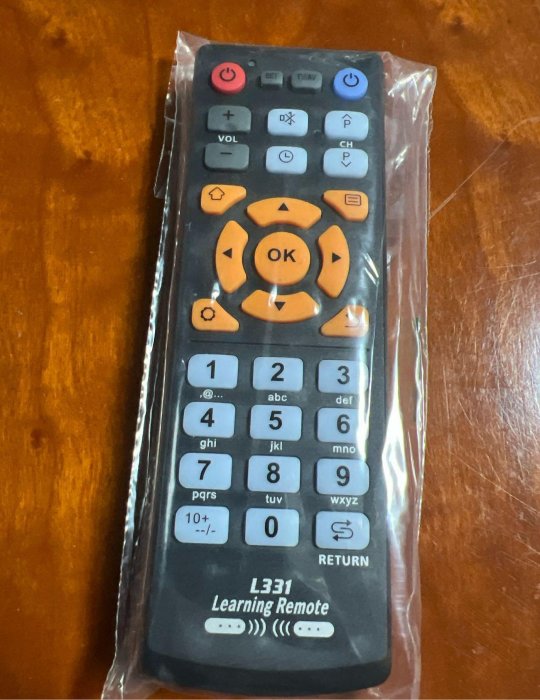 SET
TV/AV
+
VOL
P
CH
-
P
OK
1
2
3
,@...
abc
def
4
5
6
ghi
jkl
mno
7
8
9
pqrs
tuv
wxyz
10+
--/-
0
RETURN
L331
Learning Remote